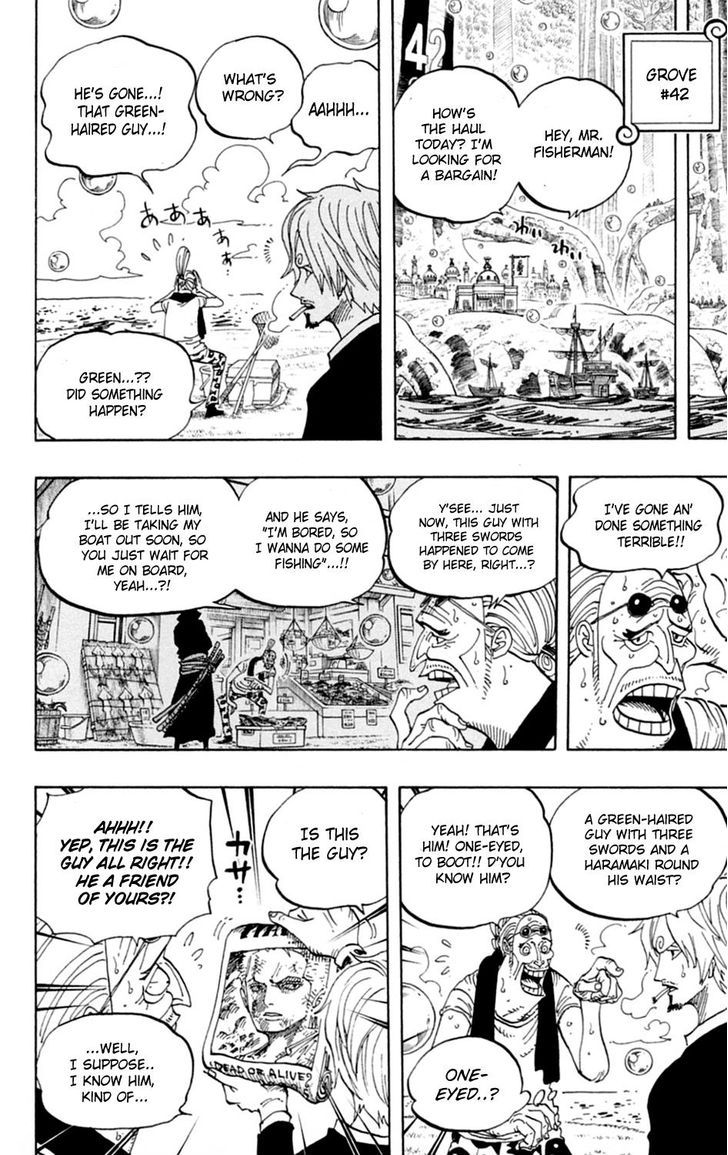 GROVE
#42
42
HEY, MR.
FISHERMAN!
HOW'S
THE HAUL
TODAY? I'M
LOOKING FOR
A BARGAIN!
わい
わい
AAHHH...
WHAT'S
WRONG?
HE'S GONE...!
THAT GREEN-
HAIRED GUY...!
ああああ
GREEN...??
DID SOMETHING
HAPPEN?
I'VE GONE AN'
DONE SOMETHING
TERRIBLE!!
Y'SEE... JUST
NOW, THIS GUY WITH
THREE SWORDS
HAPPENED TO COME
BY HERE, RIGHT...?
AND HE SAYS,
"I'M BORED, SO
I WANNA DO SOME
FISHING"...!!
...SO I TELLS HIM,
I'LL BE TAKING MY
BOAT OUT SOON, SO
YOU JUST WAIT FOR
ME ON BOARD,
YEAH...?!
A GREEN-HAIRED
GUY WITH THREE
SWORDS AND A
HARAMAKI ROUND
HIS WAIST?
YEAH! THAT'S
HIM! ONE-EYED,
TO BOOT!! D'YOU
KNOW HIM?
ONE-
EYED..?
IS THIS
THE GUY?
カサ...
DEAD OR ALIVE
AHHH!!
YEP, THIS IS THE
GUY ALL RIGHT!!
HE A FRIEND
OF YOURS?!
...WELL,
I SUPPOSE..
I KNOW HIM,
KIND OF...